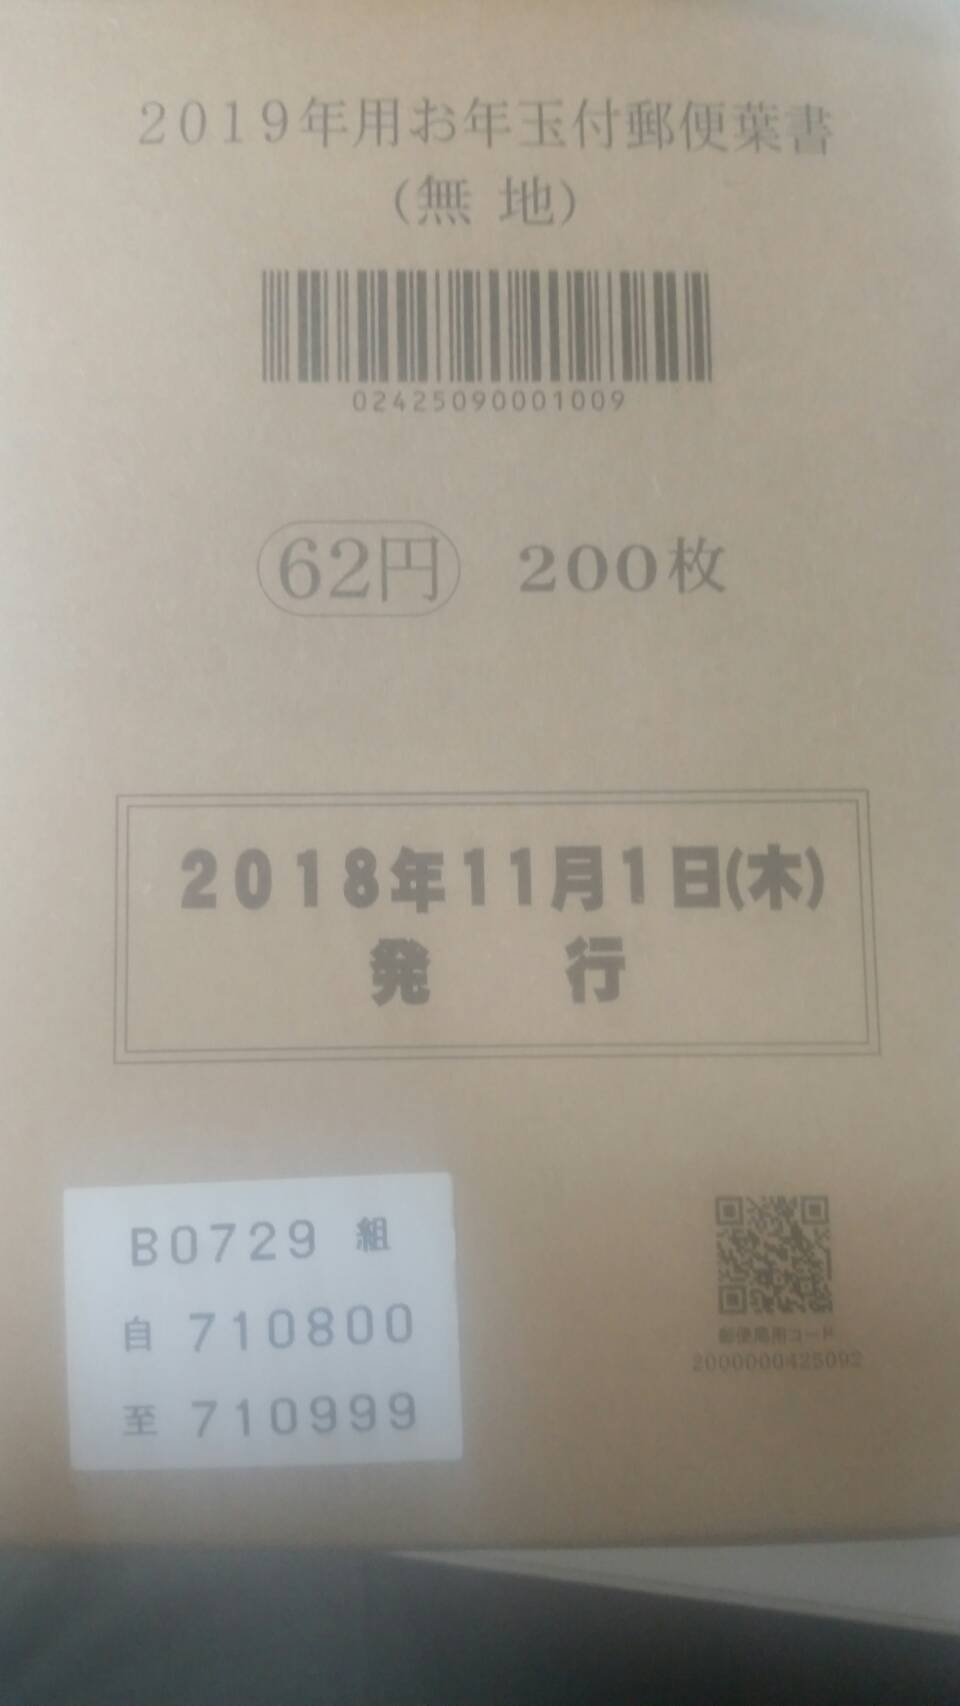 2019年用お年玉付郵便葉書
(無 地)
02425090001009
62円 200枚
2018年11月1日(木)
発 行
B0729 組
自 710800
至 710999
郵便局用コード
2000000425092